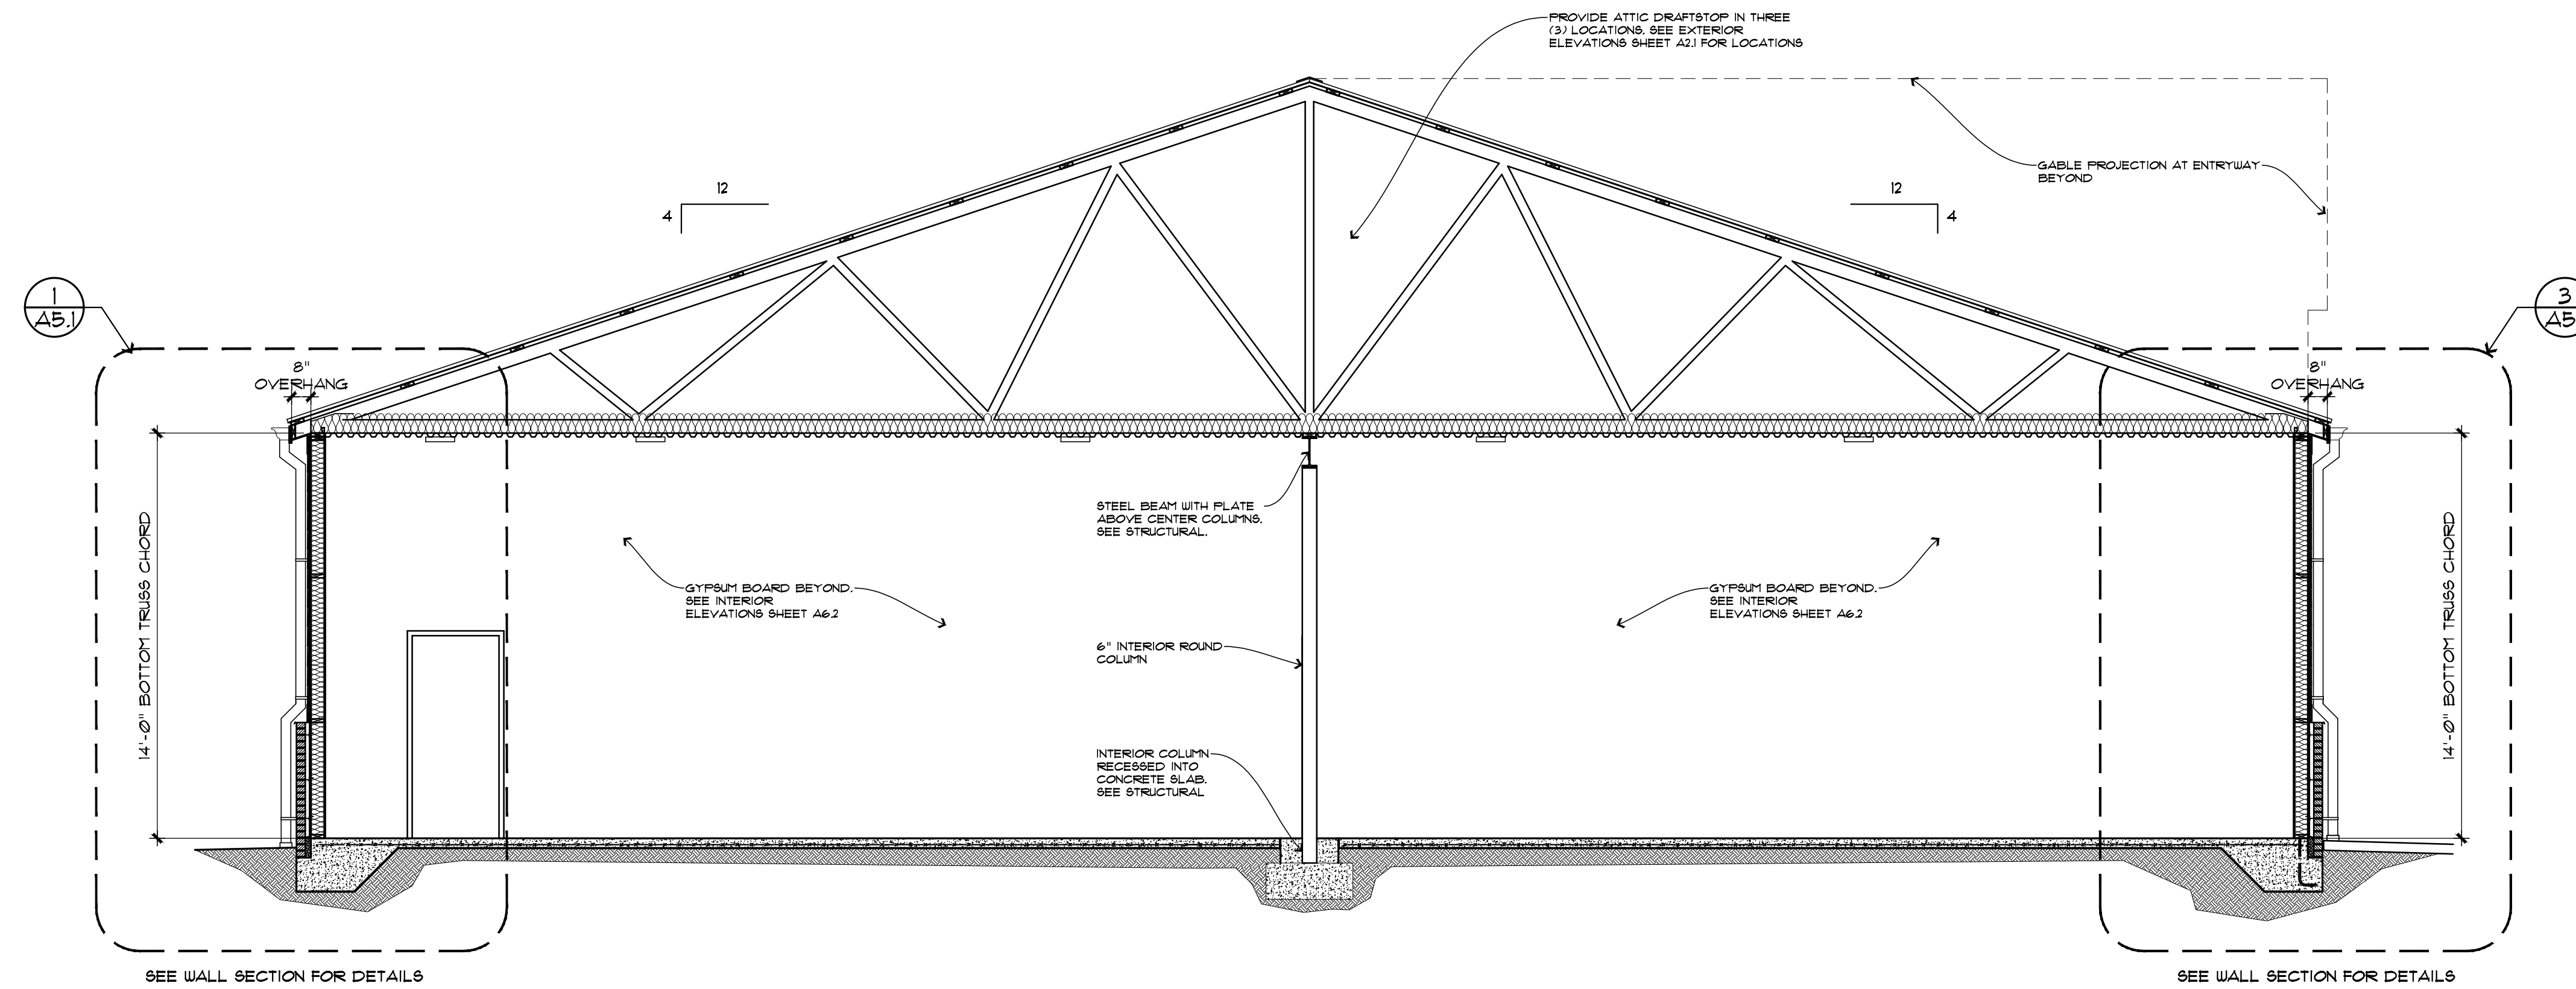 PROVIDE ATTIC DRAFTSTOP IN THREE
(3) LOCATIONS. SEE EXTERIOR
ELEVATIONS SHEET A2.1 FOR LOCATIONS
GABLE PROJECTION AT ENTRYWAY
BEYOND
12
4
12
4
1
A5.1
3
A5
8"
OVERHANG
8"
OVERHANG
14'-0" BOTTOM TRUSS CHORD
STEEL BEAM WITH PLATE
ABOVE CENTER COLUMNS.
SEE STRUCTURAL.
GYPSUM BOARD BEYOND.
SEE INTERIOR
ELEVATIONS SHEET A6.2
GYPSUM BOARD BEYOND.
SEE INTERIOR
ELEVATIONS SHEET A6.2
14'-0" BOTTOM TRUSS CHORD
6" INTERIOR ROUND
COLUMN
INTERIOR COLUMN
RECESSED INTO
CONCRETE SLAB.
SEE STRUCTURAL
SEE WALL SECTION FOR DETAILS
SEE WALL SECTION FOR DETAILS